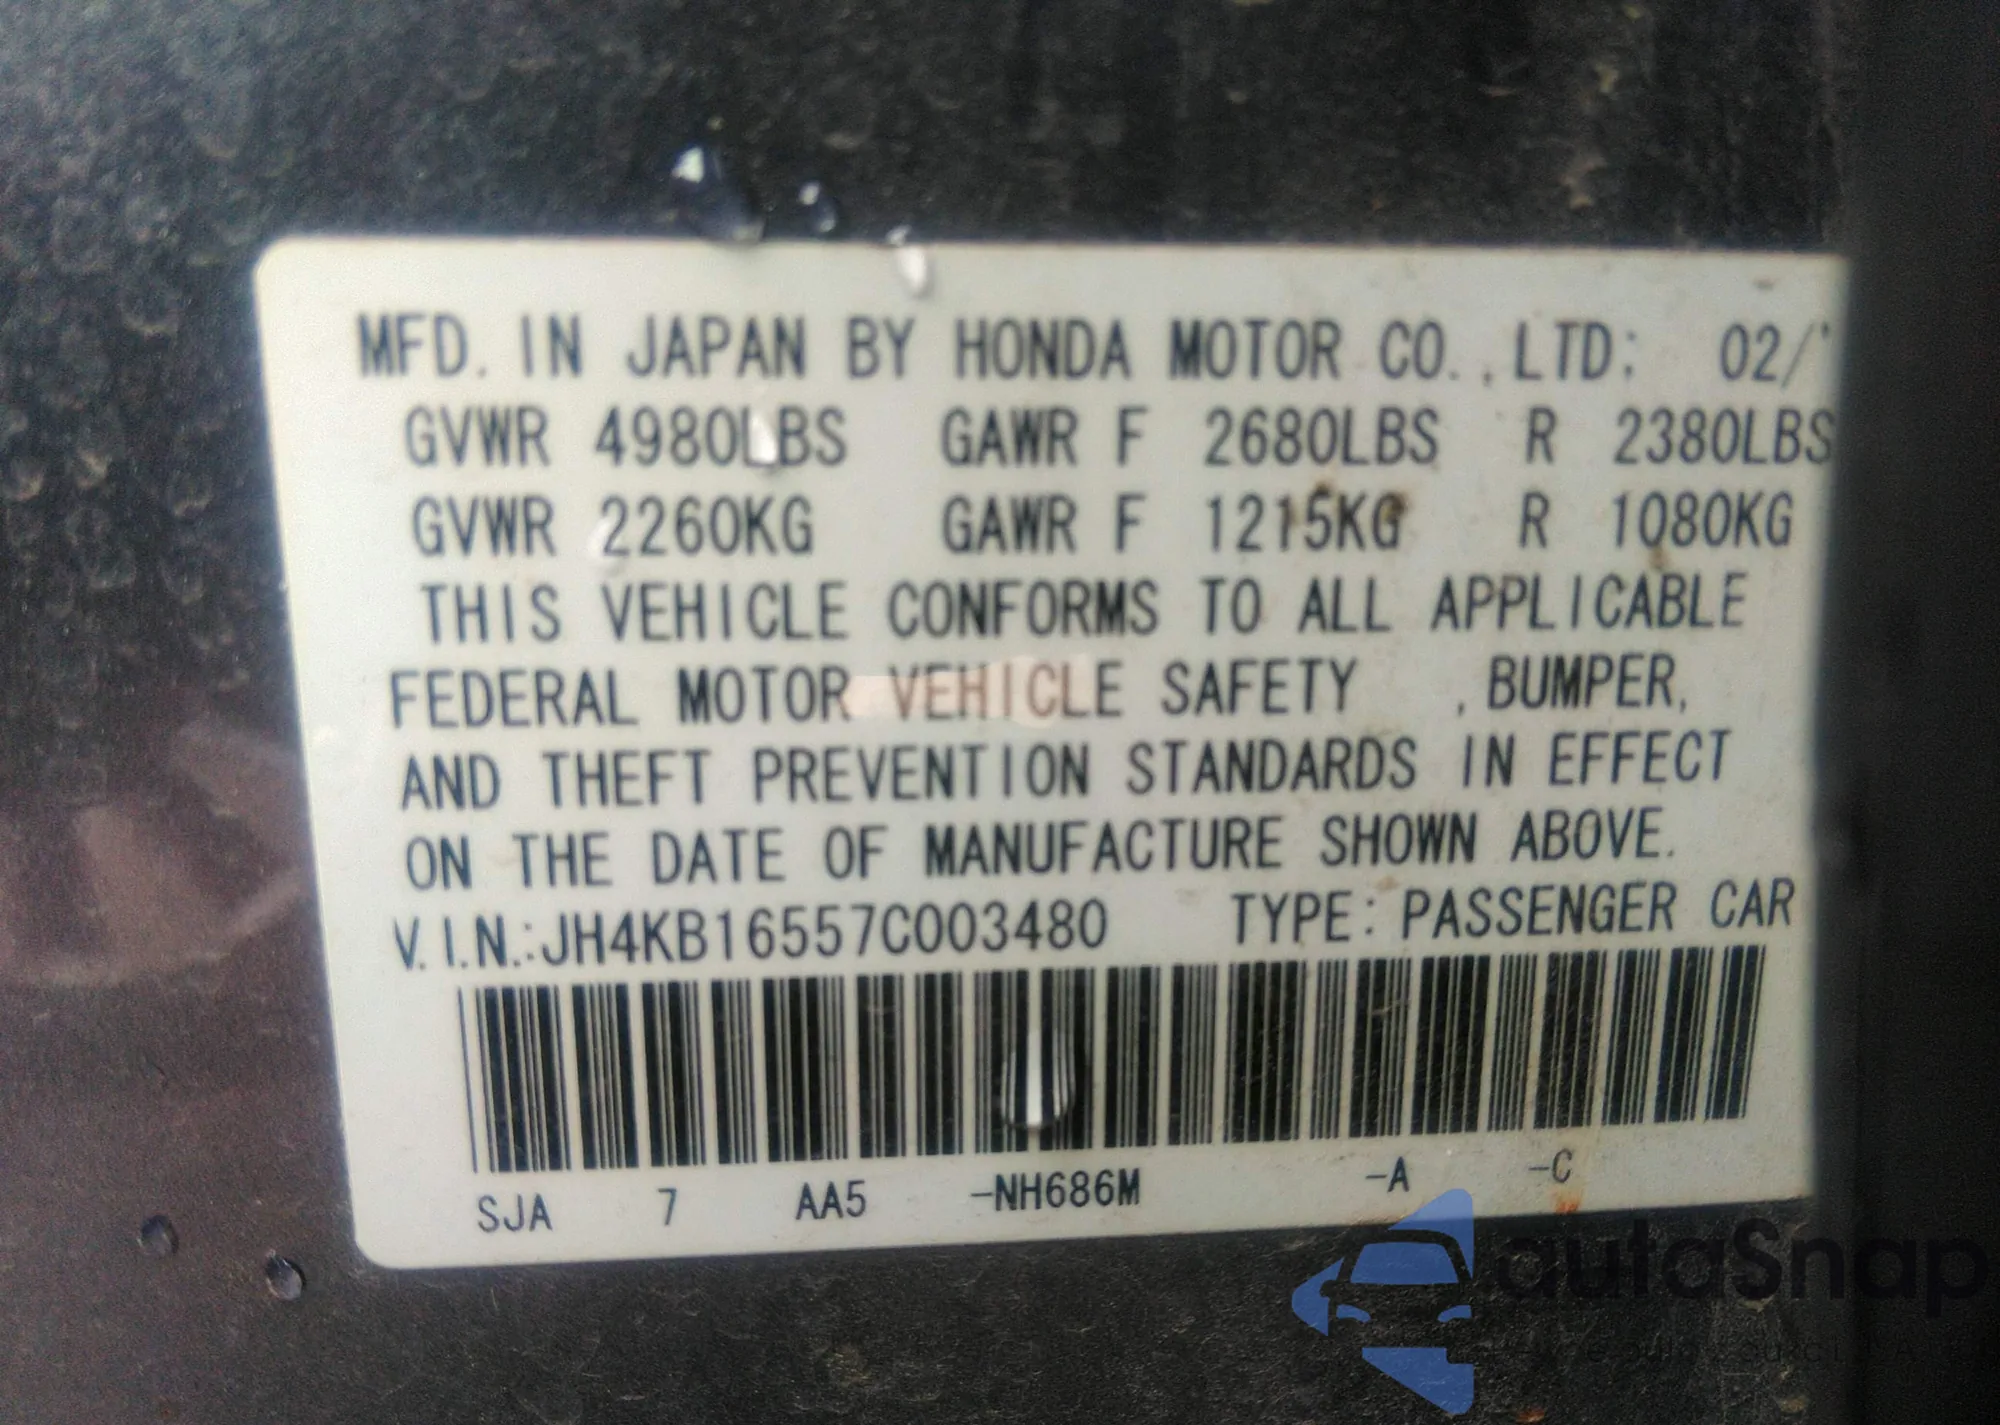 MFD. IN JAPAN BY HONDA MOTOR CO., LTD: 02/
GVWR 4980LBS GAWR F 2680LBS R 2380LBS
GVWR 2260KG GAWR F 1215KG R 1080KG
THIS VEHICLE CONFORMS TO ALL APPLICABLE
FEDERAL MOTOR VEHICLE SAFETY , BUMPER,
AND THEFT PREVENTION STANDARDS IN EFFECT
ON THE DATE OF MANUFACTURE SHOWN ABOVE.
V.I.N.:JH4KB16557C003480 TYPE: PASSENGER CAR
SJA 7 AA5 -NH686M -A -C
autaSnap